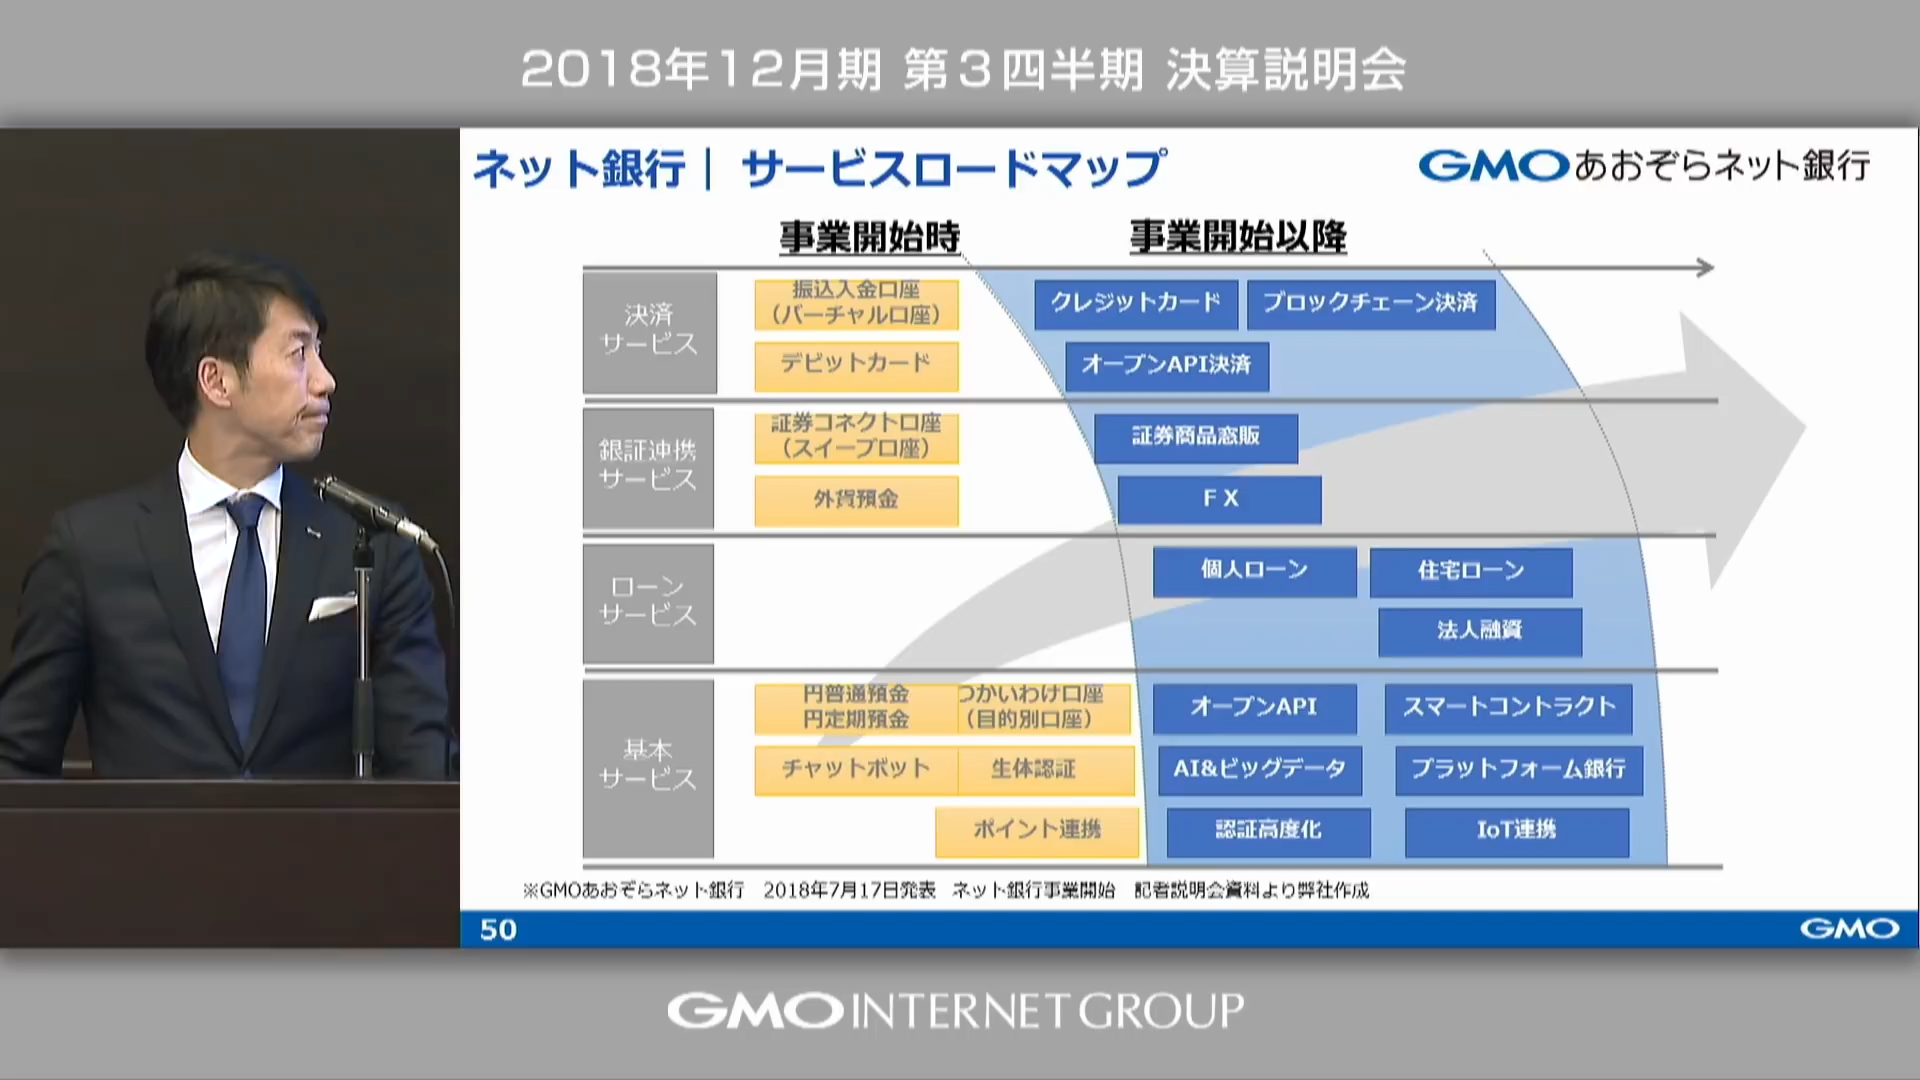 2018年12月期 第3四半期 決算説明会
ネット銀行｜ サービスロードマップ
GMOあおぞらネット銀行
事業開始時
事業開始以降
決済
サービス
振込入金口座
（バーチャル口座）
デビットカード
クレジットカード
ブロックチェーン決済
オープンAPI決済
銀証連携
サービス
証券コネクト口座
（スイープ口座）
外貨預金
証券商品窓販
ＦＸ
ローン
サービス
個人ローン
住宅ローン
法人融資
基本
サービス
円普通預金
円定期預金
つかいわけ口座
（目的別口座）
チャットボット
生体認証
ポイント連携
オープンAPI
スマートコントラクト
AI&ビッグデータ
プラットフォーム銀行
認証高度化
IoT連携
※GMOあおぞらネット銀行 2018年7月17日発表 ネット銀行事業開始 記者説明会資料より弊社作成
50
GMO
GMO INTERNET GROUP